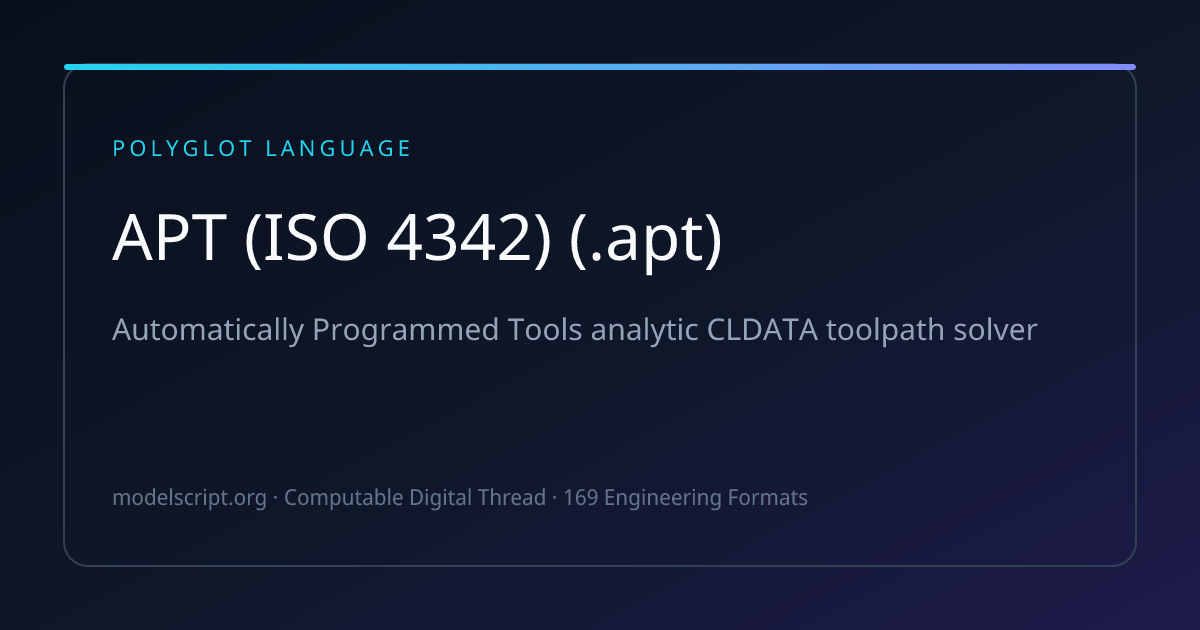 POLYGLOT LANGUAGE
APT (ISO 4342) (.apt)
Automatically Programmed Tools analytic CLDATA toolpath solver
modelscript.org · Computable Digital Thread · 169 Engineering Formats